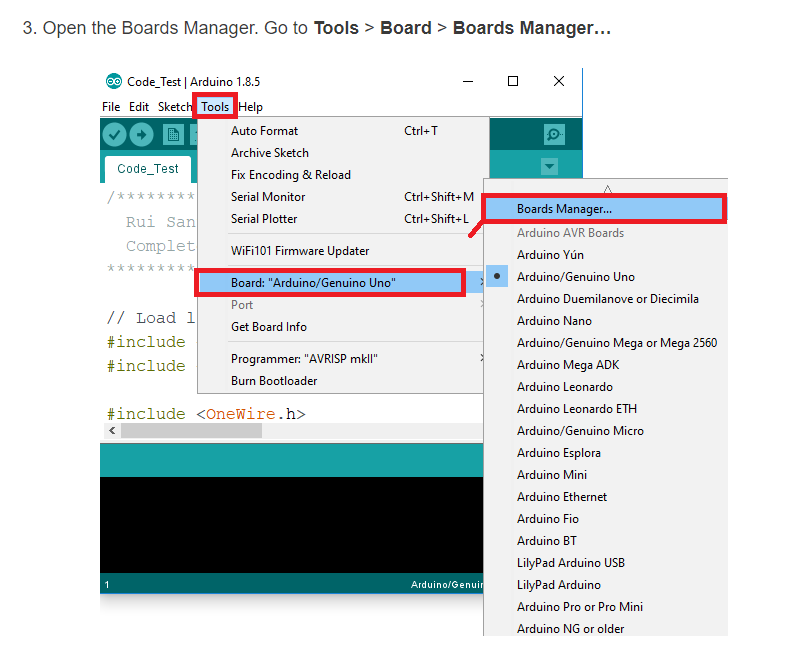 3. Open the Boards Manager. Go to Tools > Board > Boards Manager…
Code_Test | Arduino 1.8.5
File Edit Sketch Tools Help
Code_Test
/*********
Rui San
Complet
*********
// Load l
#include
#include
#include <OneWire.h>
Auto Format Ctrl+T
Archive Sketch
Fix Encoding & Reload
Serial Monitor Ctrl+Shift+M
Serial Plotter Ctrl+Shift+L
WiFi101 Firmware Updater
Board: "Arduino/Genuino Uno"
Port
Get Board Info
Programmer: "AVRISP mkII"
Burn Bootloader
Boards Manager...
Arduino AVR Boards
Arduino Yún
Arduino/Genuino Uno
Arduino Duemilanove or Diecimila
Arduino Nano
Arduino/Genuino Mega or Mega 2560
Arduino Mega ADK
Arduino Leonardo
Arduino Leonardo ETH
Arduino/Genuino Micro
Arduino Esplora
Arduino Mini
Arduino Ethernet
Arduino Fio
Arduino BT
LilyPad Arduino USB
LilyPad Arduino
Arduino Pro or Pro Mini
Arduino NG or older
1 Arduino/Genuin